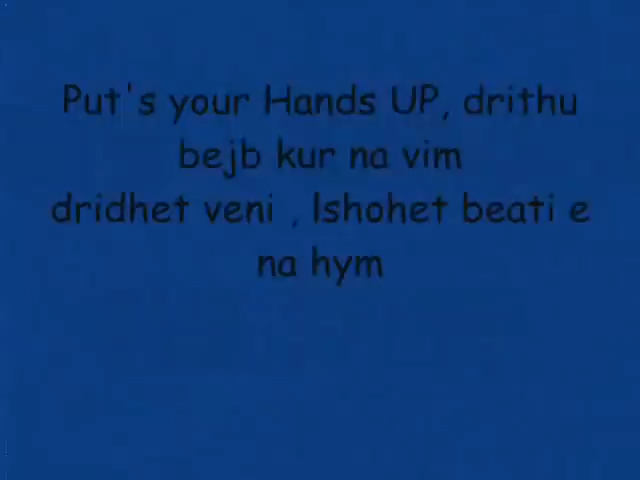 Put's your Hands UP, drithu
bejb kur na vim
dridhet veni , lshohet beati e
na hym